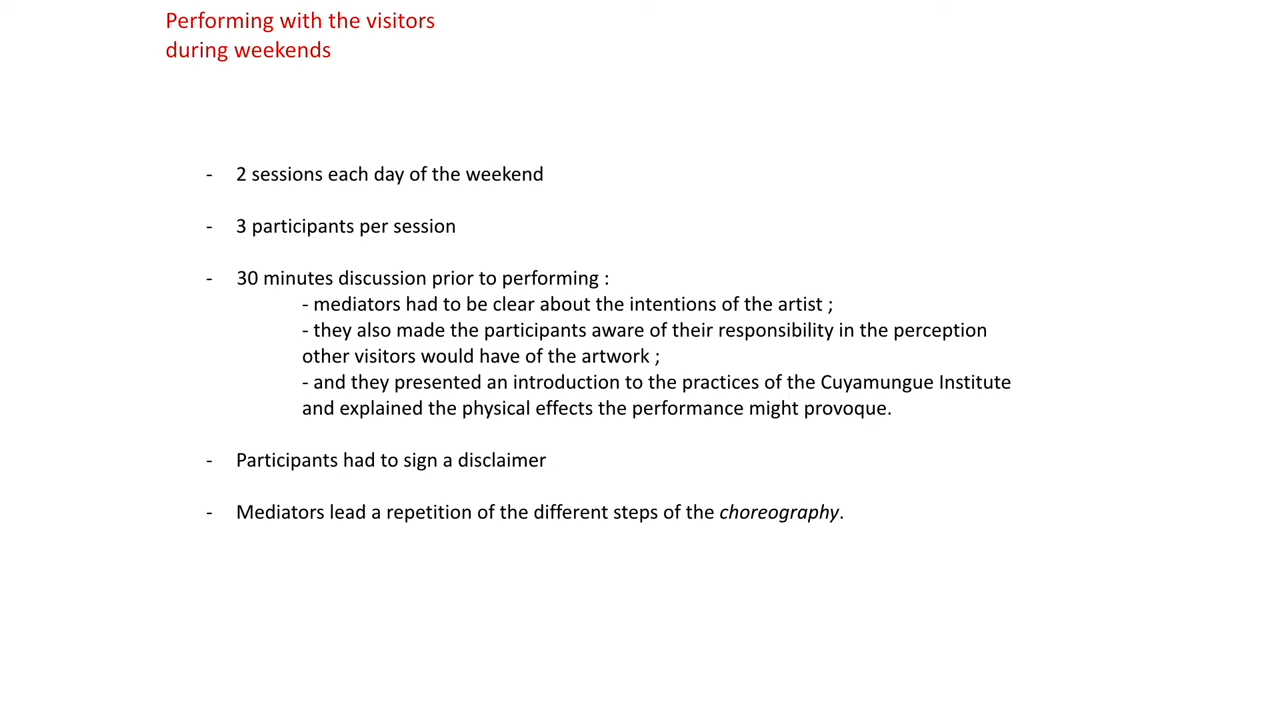 Performing with the visitors
during weekends
- 2 sessions each day of the weekend
- 3 participants per session
- 30 minutes discussion prior to performing :
- mediators had to be clear about the intentions of the artist ;
- they also made the participants aware of their responsibility in the perception
other visitors would have of the artwork ;
- and they presented an introduction to the practices of the Cuyamungue Institute
and explained the physical effects the performance might provoque.
- Participants had to sign a disclaimer
- Mediators lead a repetition of the different steps of the choreography.